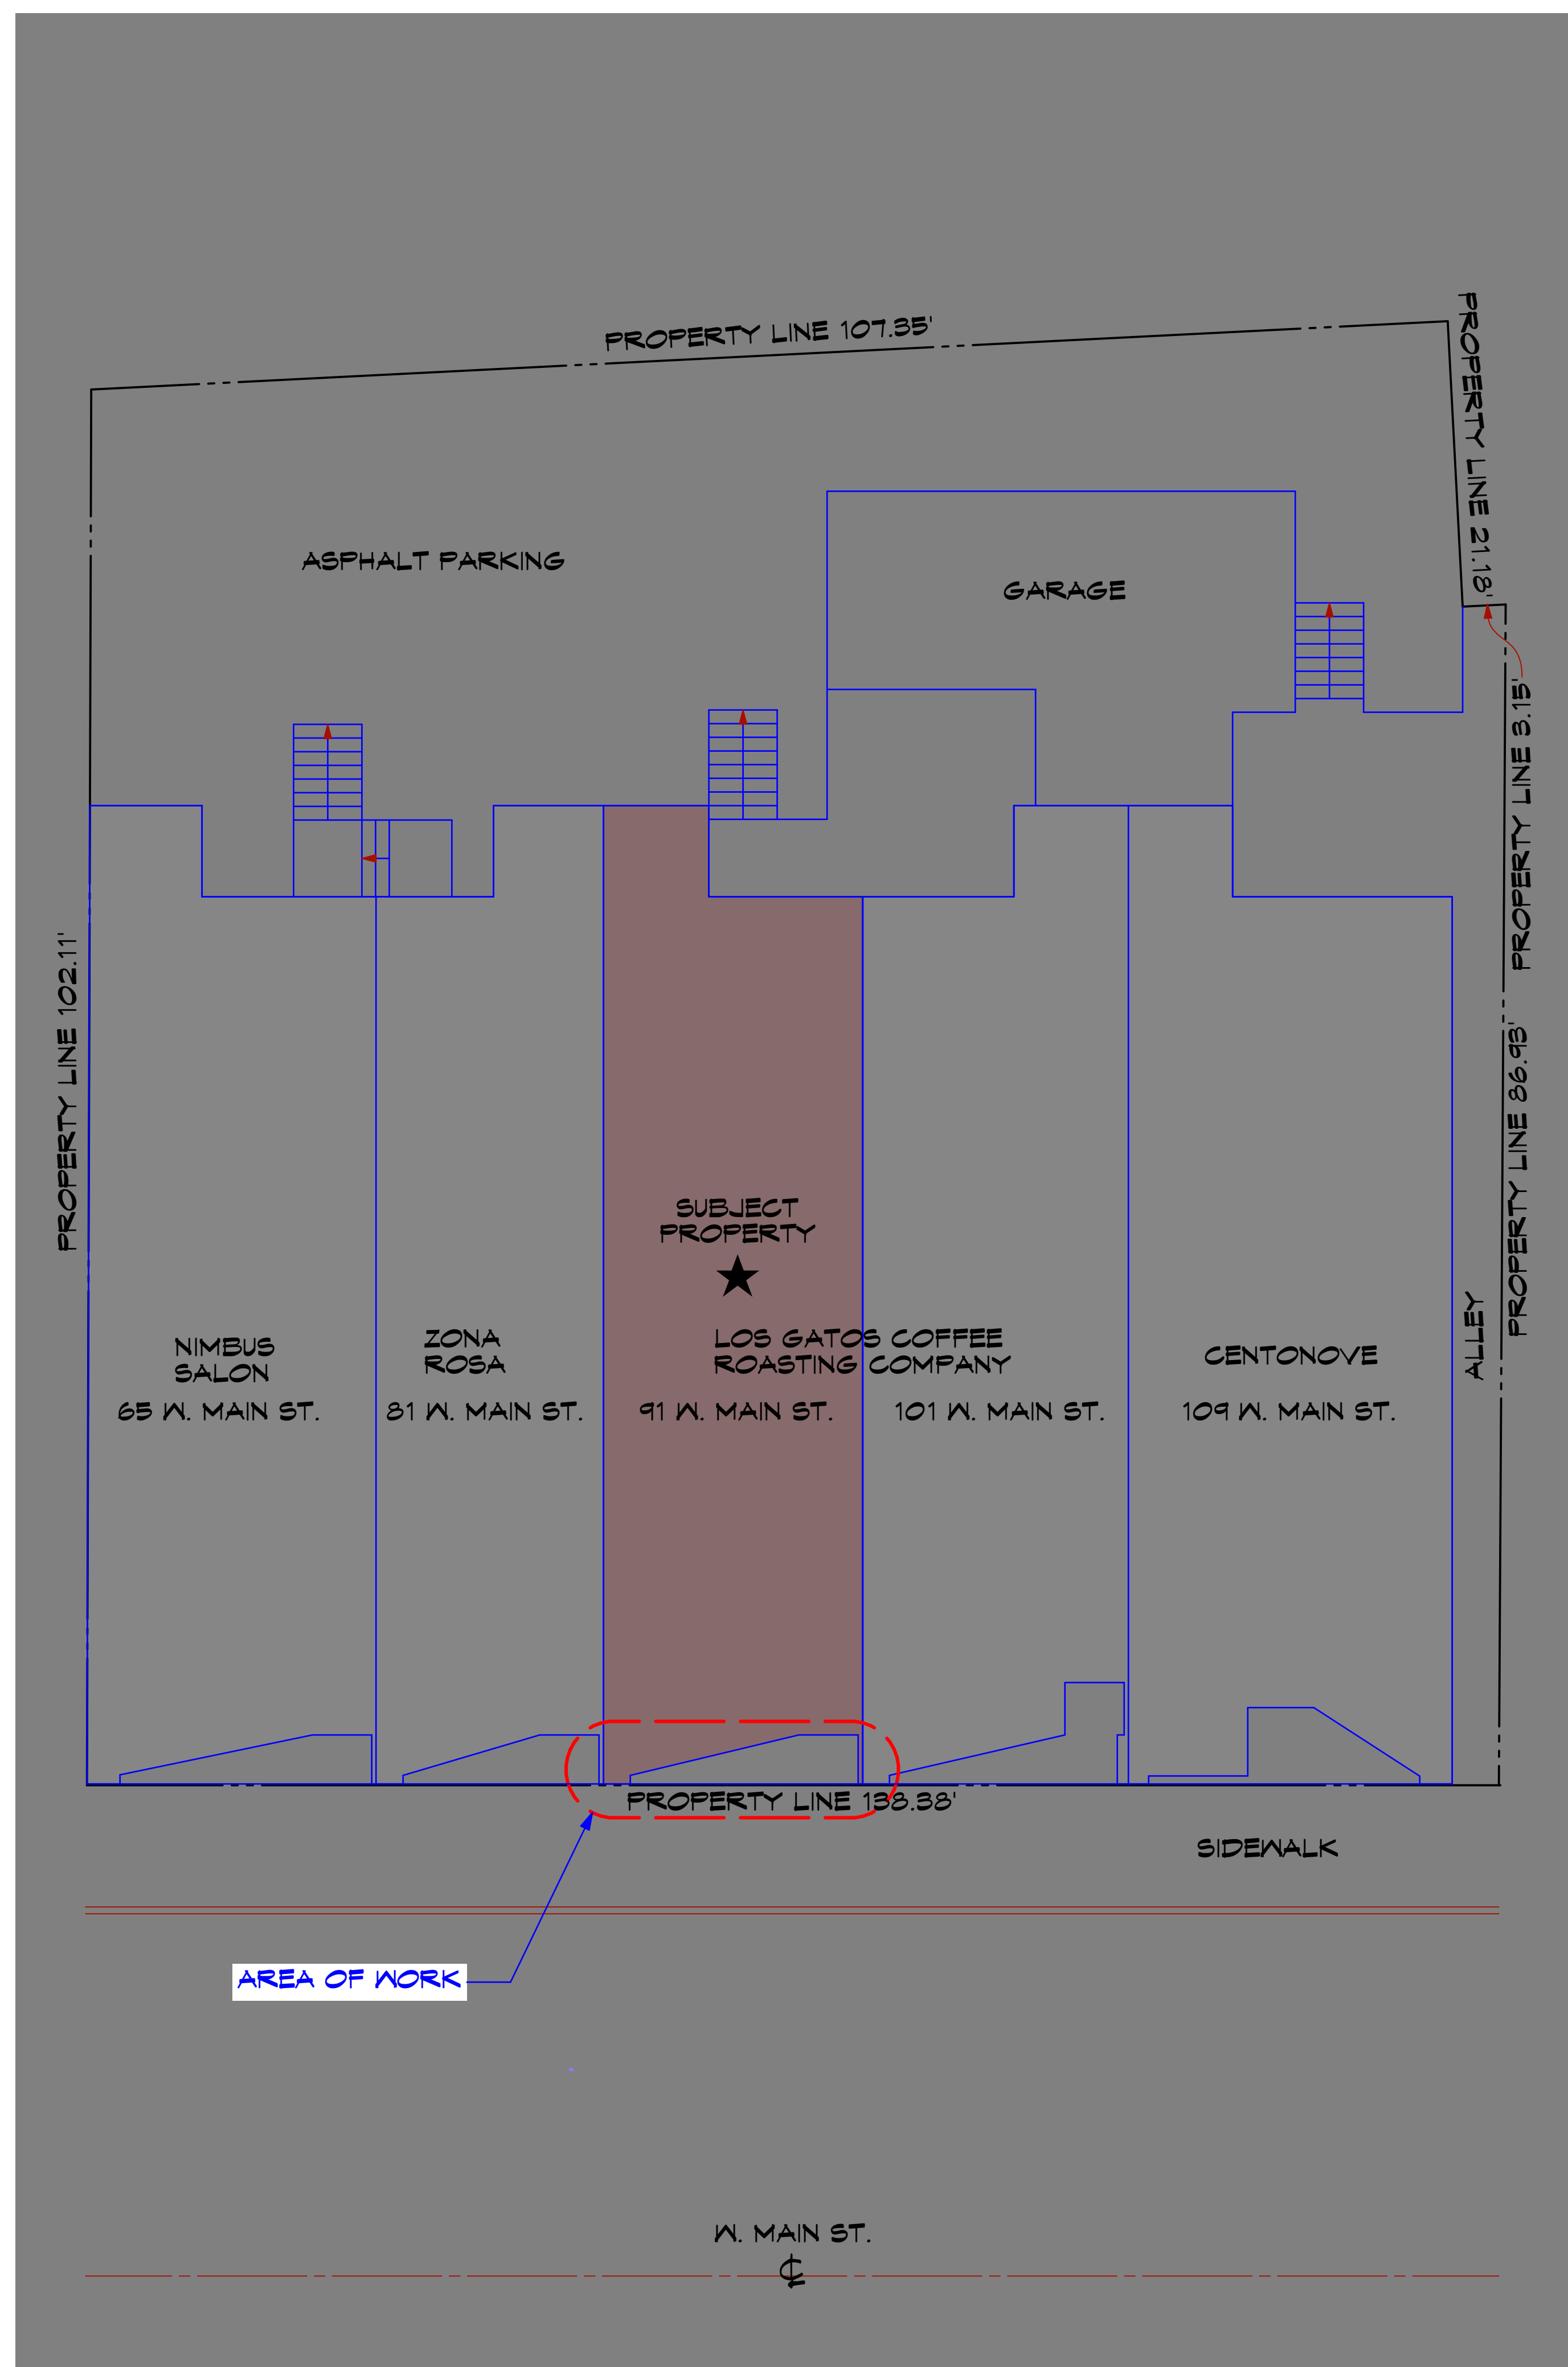 PROPERTY LINE 107.35'
PROPERTY LINE 21.18'
ASPHALT PARKING
GARAGE
PROPERTY LINE 3.15'
PROPERTY LINE 102.11'
PROPERTY LINE 86.93'
SUBJECT
PROPERTY
NIMBUS
SALON
65 W. MAIN ST.
ZONA
ROSA
81 W. MAIN ST.
LOS GATOS COFFEE
ROASTING COMPANY
91 W. MAIN ST.
101 W. MAIN ST.
CENTONOVE
109 W. MAIN ST.
ALLEY
PROPERTY LINE 138.38'
SIDEWALK
AREA OF WORK
W. MAIN ST.
℄